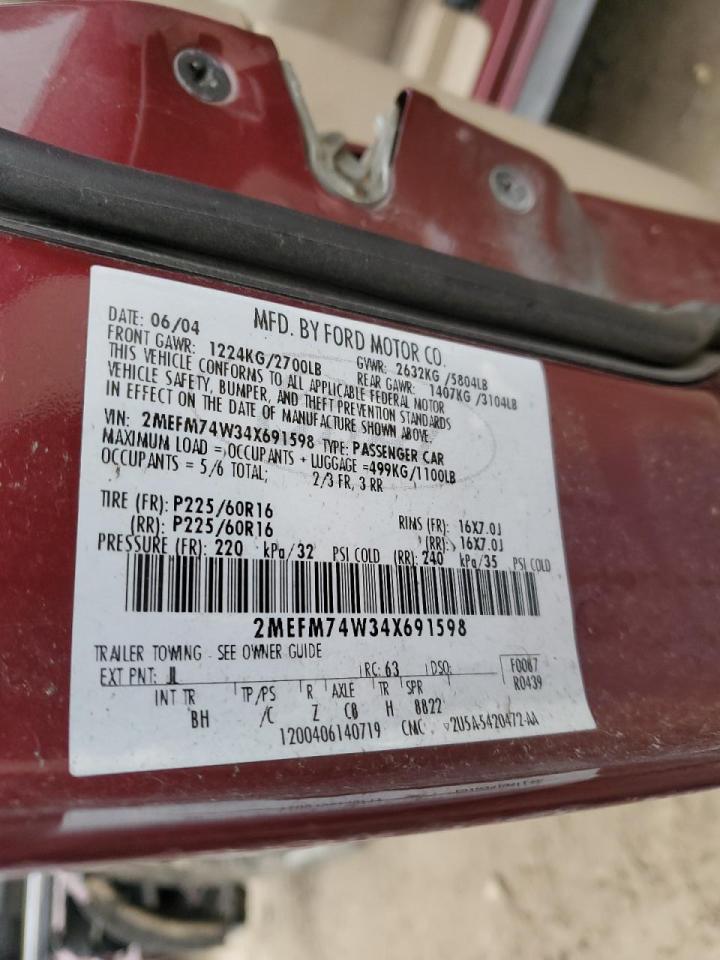 DATE: 06/04 MFD. BY FORD MOTOR CO.
FRONT GAWR: 1224KG/2700LB GVWR: 2632KG /5804LB
REAR GAWR: 1407KG /3104LB
THIS VEHICLE CONFORMS TO ALL APPLICABLE FEDERAL MOTOR
VEHICLE SAFETY, BUMPER, AND THEFT PREVENTION STANDARDS
IN EFFECT ON THE DATE OF MANUFACTURE SHOWN ABOVE.
VIN: 2MEFM74W34X691598 TYPE: PASSENGER CAR
MAXIMUM LOAD = OCCUPANTS + LUGGAGE =499KG/1100LB
OCCUPANTS = 5/6 TOTAL; 2/3 FR, 3 RR
TIRE (FR): P225/60R16 RIMS (FR): 16X7.0J
(RR): P225/60R16 (RR): 16X7.0J
PRESSURE (FR): 220 kPa/32 PSI COLD (RR): 240 kPa/35 PSI COLD
2MEFM74W34X691598
TRAILER TOWING - SEE OWNER GUIDE
EXT PNT: JL RC: 63 DSO: F0087
R0439
INT TR TP/PS R AXLE TR SPR
BH /C Z C8 H 8822
1200406140719 CMC 2U5A-5420472-AA